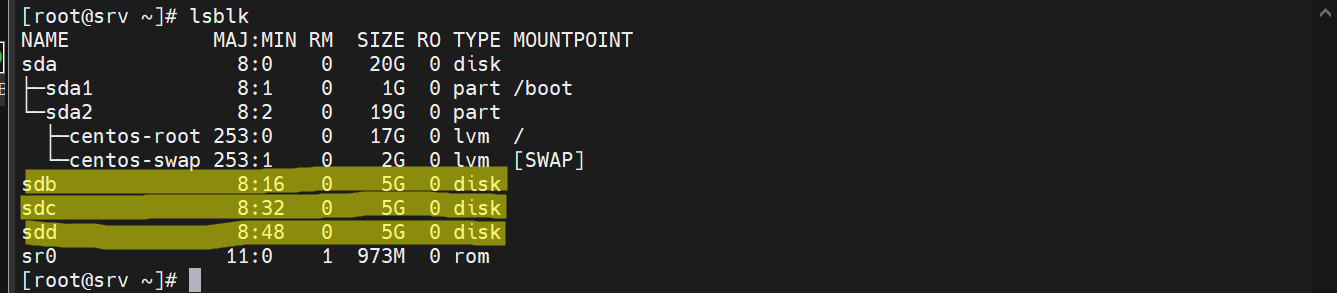 [root@srv ~]# lsblk
NAME            MAJ:MIN RM  SIZE RO TYPE MOUNTPOINT
sda               8:0    0   20G  0 disk
├─sda1            8:1    0    1G  0 part /boot
└─sda2            8:2    0   19G  0 part
  ├─centos-root 253:0    0   17G  0 lvm  /
  └─centos-swap 253:1    0    2G  0 lvm  [SWAP]
sdb               8:16   0    5G  0 disk
sdc               8:32   0    5G  0 disk
sdd               8:48   0    5G  0 disk
sr0              11:0    1  973M  0 rom
[root@srv ~]#